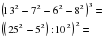 (13² − 7² − 6² − 8²)³ =
((25² − 5²) : 10²)² =